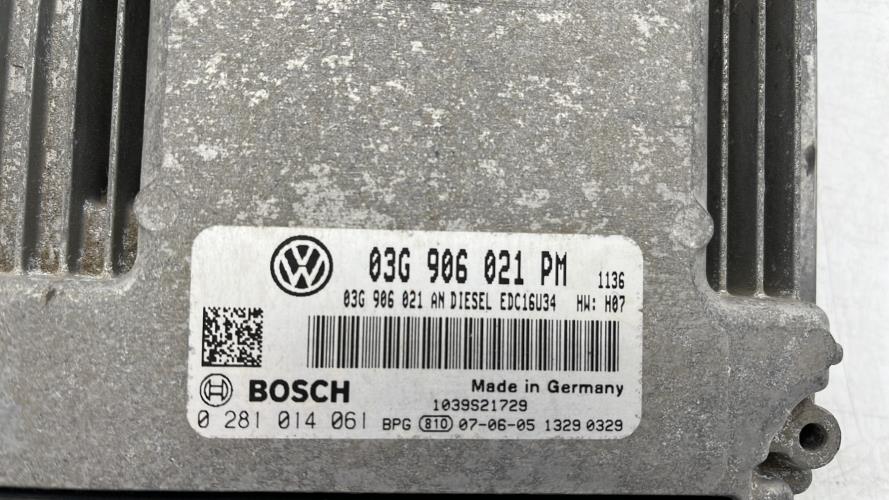 03G 906 021 PM 1136
03G 906 021 AN DIESEL EDC16U34 HW: H07
BOSCH Made in Germany
1039S21729
0 281 014 061 BPG 810 07-06-05 1329 0329